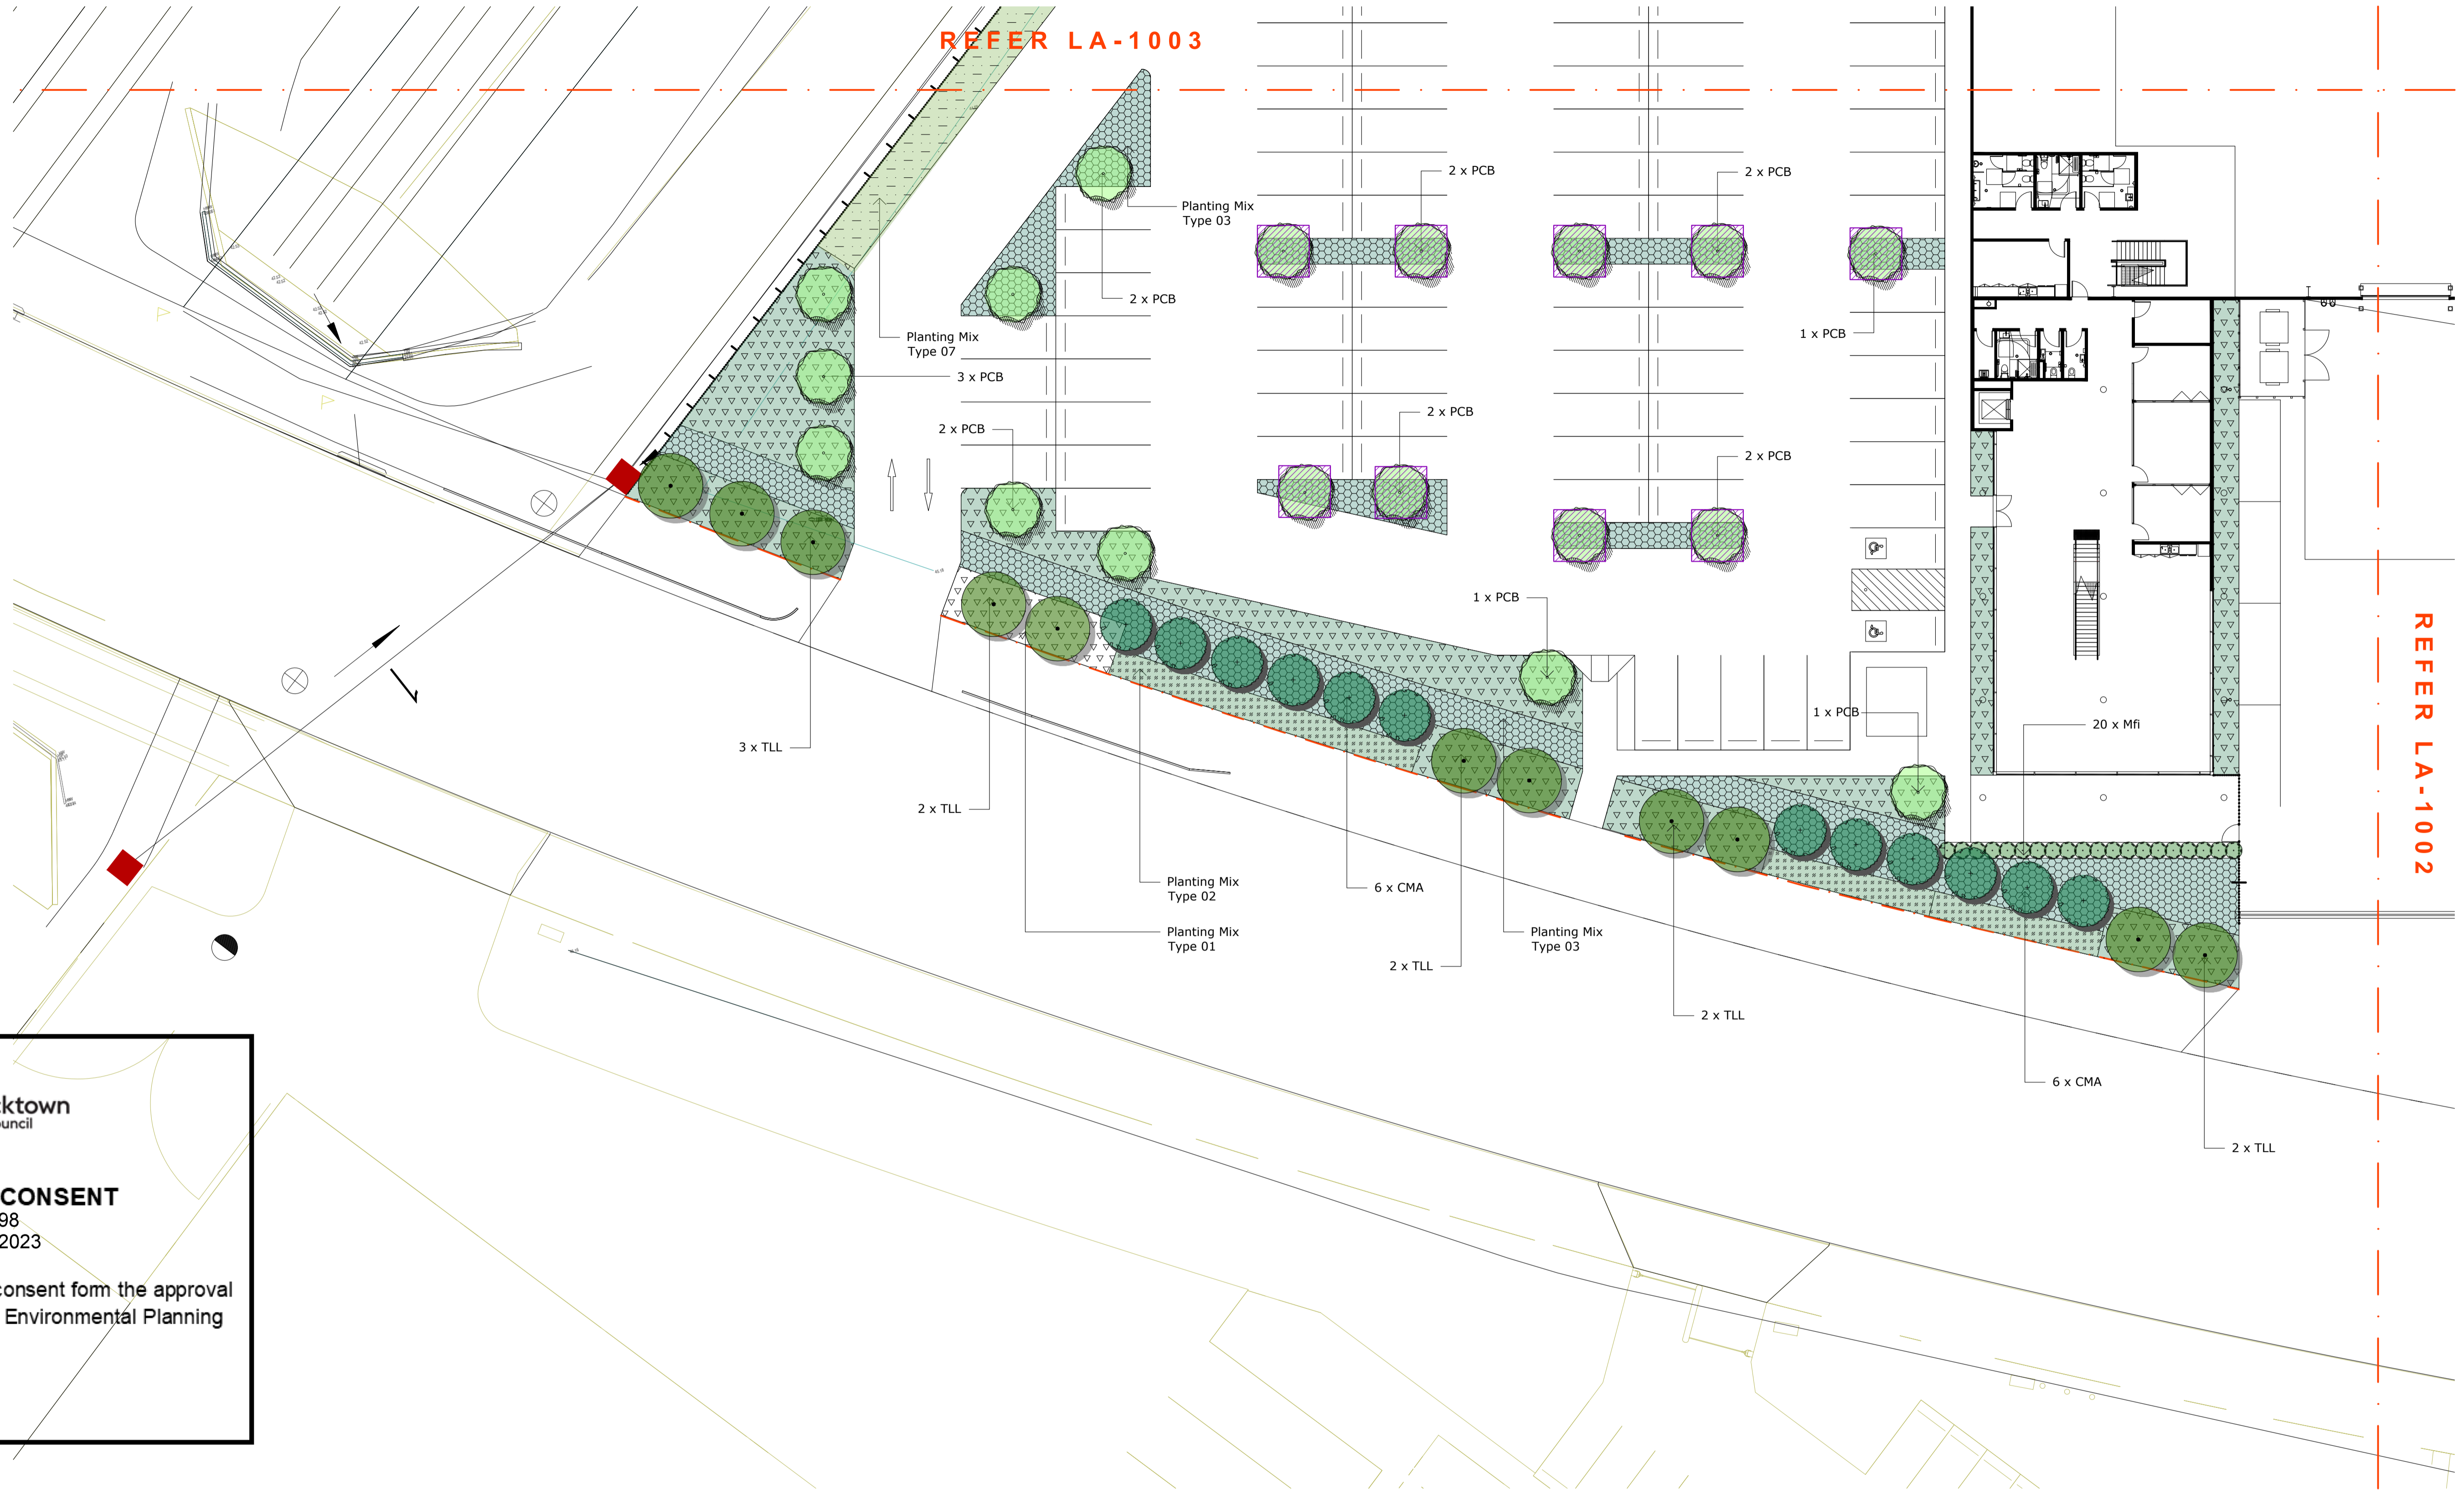 REFER LA-1003
2 x PCB
2 x PCB
Planting Mix
Type 03
2 x PCB
1 x PCB
Planting Mix
Type 07
3 x PCB
2 x PCB
2 x PCB
2 x PCB
1 x PCB
1 x PCB
20 x Mfi
REFER LA-1002
3 x TLL
2 x TLL
Planting Mix
Type 02
6 x CMA
Planting Mix
Type 01
Planting Mix
Type 03
2 x TLL
2 x TLL
6 x CMA
2 x TLL
cktown
ouncil
CONSENT
98
2023
consent form the approval
Environmental Planning